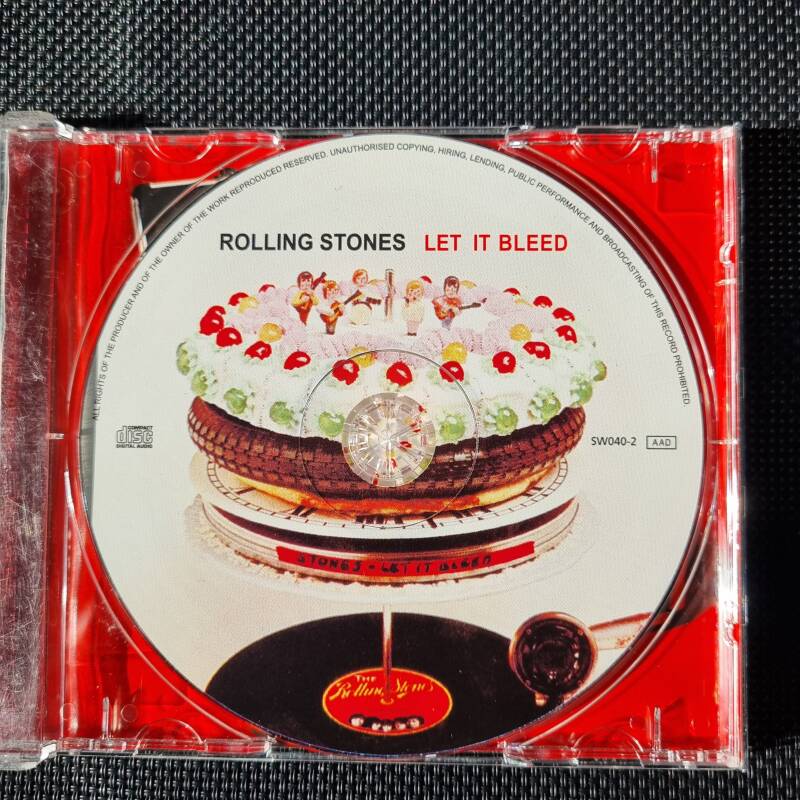 ALL RIGHTS OF THE PRODUCER AND OF THE OWNER OF THE WORK REPRODUCED RESERVED. UNAUTHORISED COPYING, HIRING, LENDING, PUBLIC PERFORMANCE AND BROADCASTING OF THIS RECORD PROHIBITED.
ROLLING STONES LET IT BLEED
COMPACT
disc
DIGITAL AUDIO
SW040-2 AAD
STONES - LET IT BLEED
THE
Rolling Stones